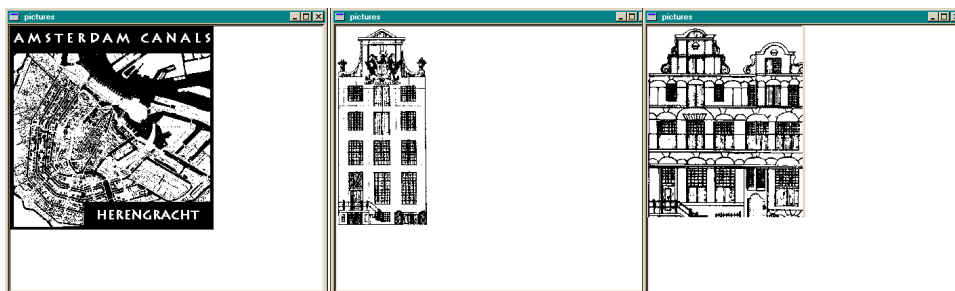 pictures
AMSTERDAM CANALS
HERENGRACHT
pictures
pictures